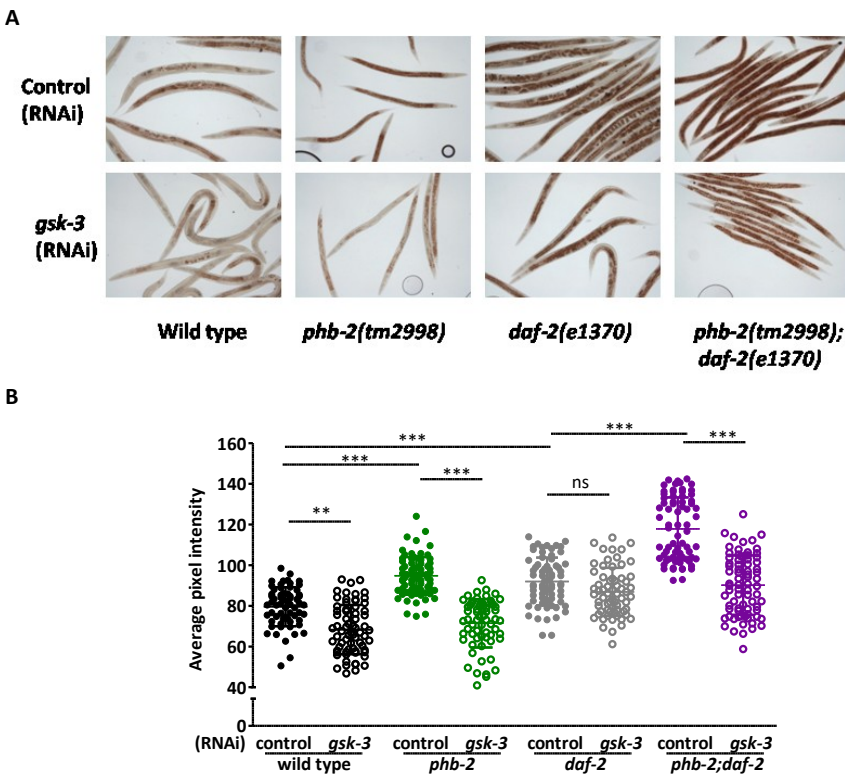 A
Control
(RNAi)
gsk-3
(RNAi)
Wild type
phb-2(tm2998)
daf-2(e1370)
phb-2(tm2998);
daf-2(e1370)
B
Average pixel intensity
160
140
120
100
80
60
40
0
***
***
**
***
ns
***
***
(RNAi) control gsk-3 control gsk-3 control gsk-3 control gsk-3
wild type phb-2 daf-2 phb-2;daf-2